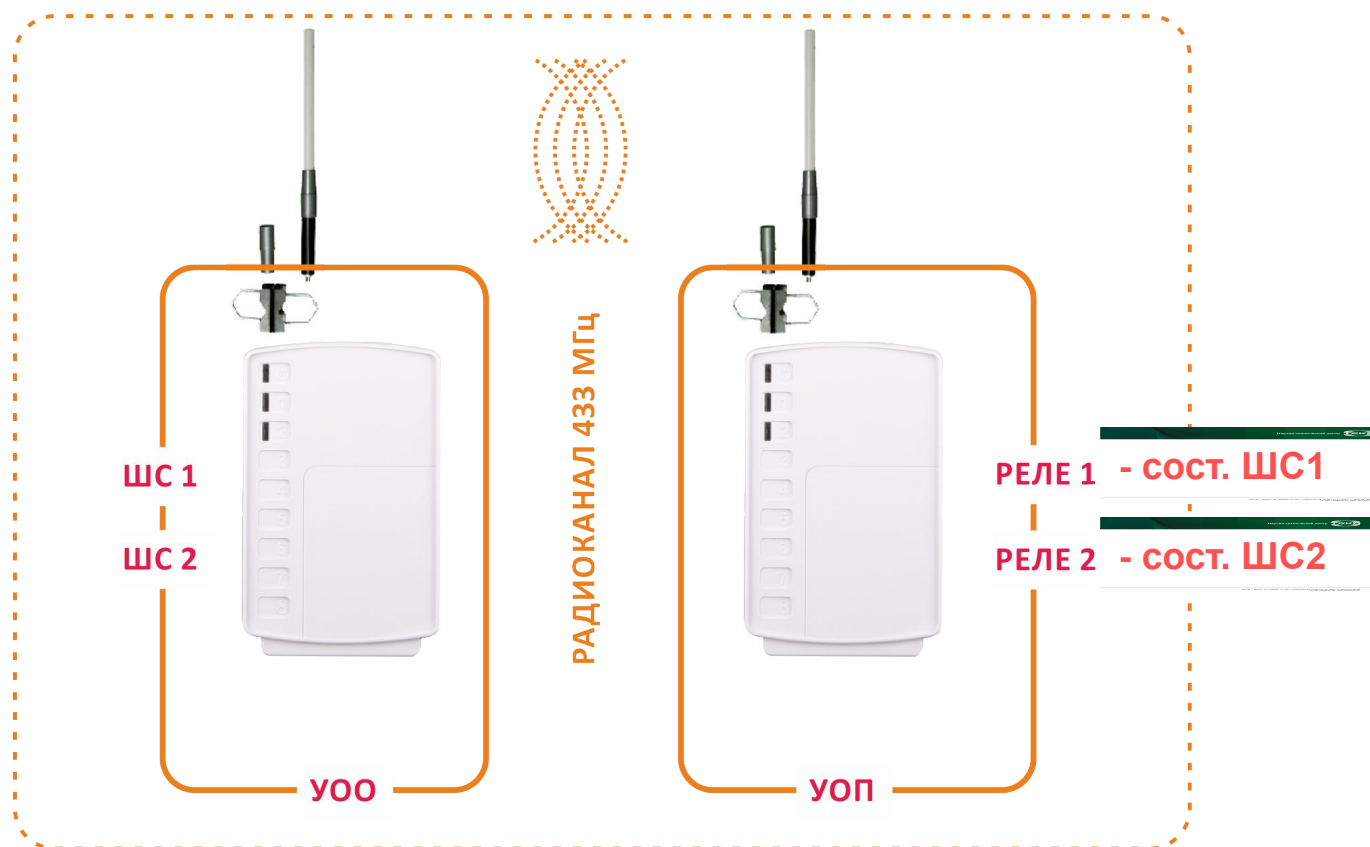 РАДИОКАНАЛ 433 МГц
ШС 1
ШС 2
РЕЛЕ 1 - сост. ШС1
РЕЛЕ 2 - сост. ШС2
УОО
УОП